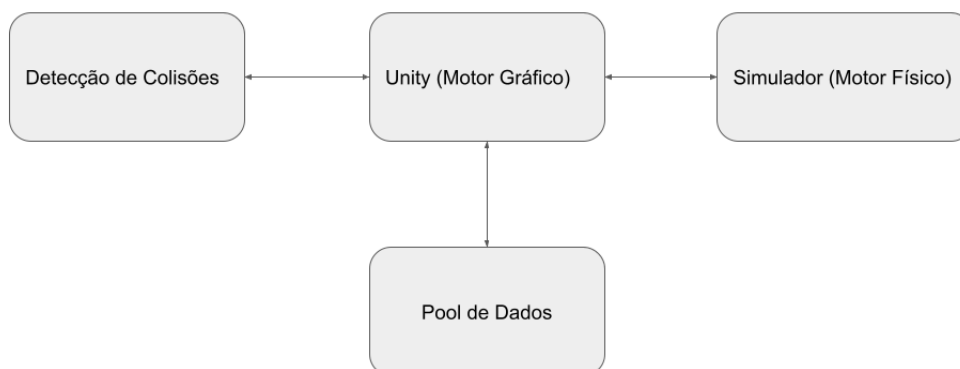 Detecção de Colisões
Unity (Motor Gráfico)
Simulador (Motor Físico)
Pool de Dados